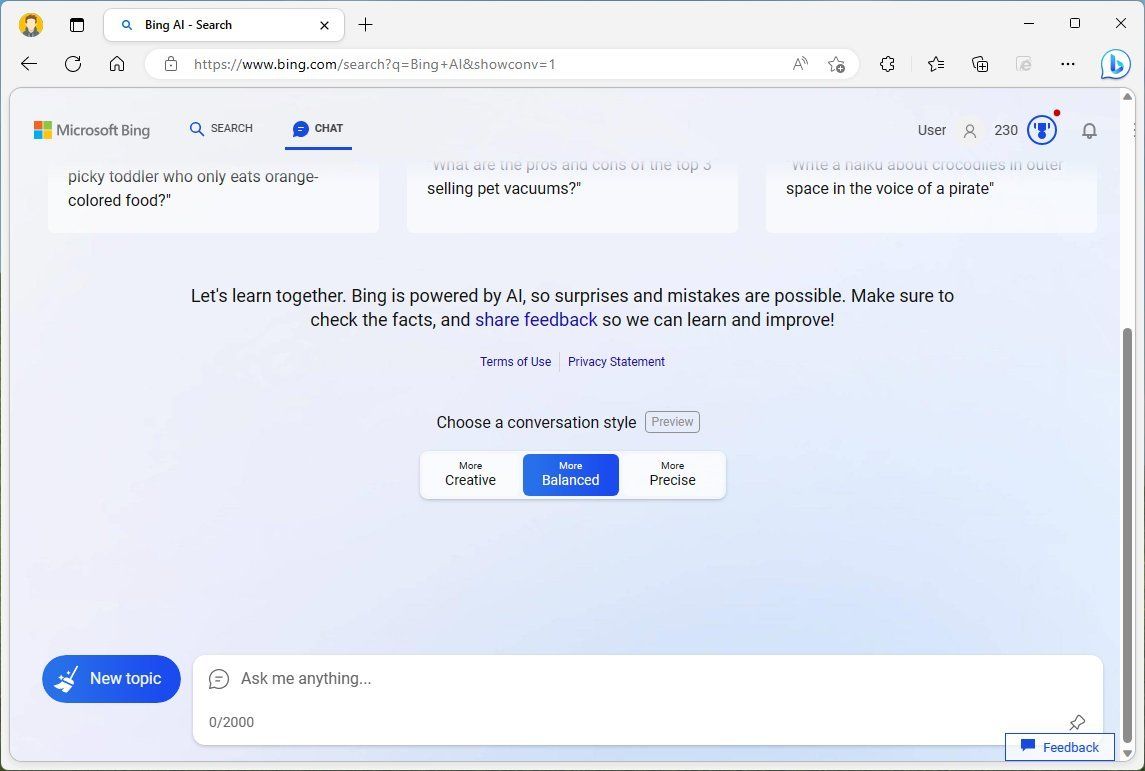 Bing AI - Search
https://www.bing.com/search?q=Bing+AI&showconv=1
Microsoft Bing
SEARCH
CHAT
User
230
picky toddler who only eats orange-
colored food?"
"What are the pros and cons of the top 3
selling pet vacuums?"
"Write a haiku about crocodiles in outer
space in the voice of a pirate"
Let's learn together. Bing is powered by AI, so surprises and mistakes are possible. Make sure to
check the facts, and share feedback so we can learn and improve!
Terms of Use
Privacy Statement
Choose a conversation style
Preview
More
Creative
More
Balanced
More
Precise
New topic
Ask me anything...
0/2000
Feedback